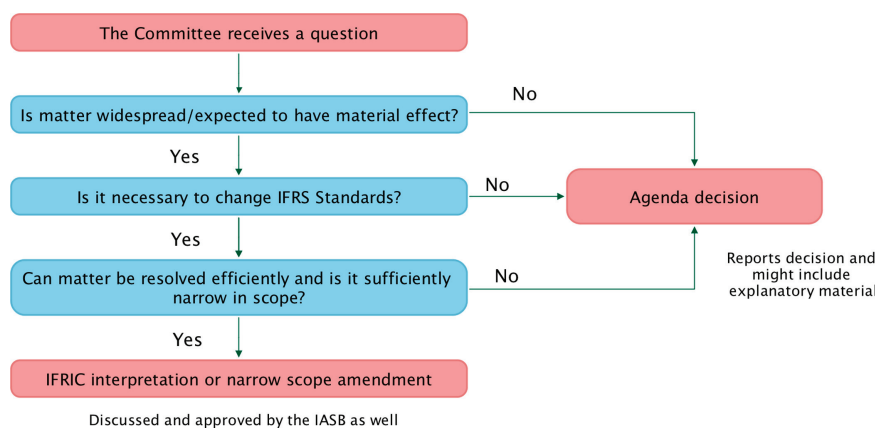 The Committee receives a question
No
Is matter widespread/expected to have material effect?
Yes
Is it necessary to change IFRS Standards?
No
Agenda decision
Yes
Can matter be resolved efficiently and is it sufficiently
narrow in scope?
No
Reports decision and
might include
explanatory material
Yes
IFRIC interpretation or narrow scope amendment
Discussed and approved by the IASB as well